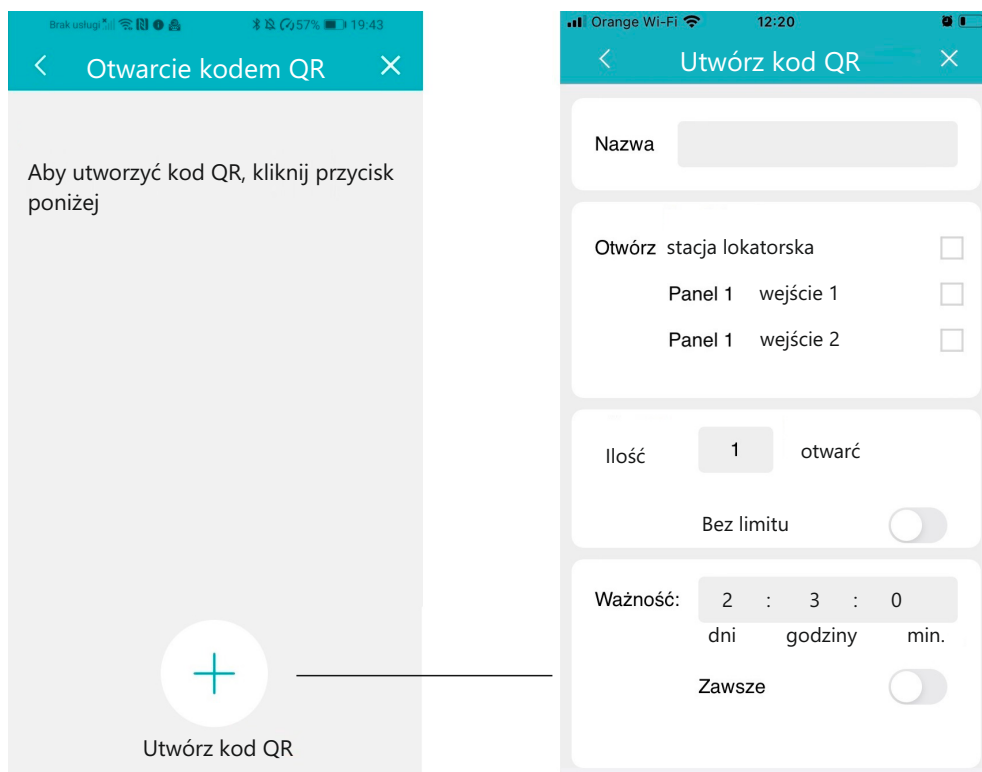 Brak usługi 57% 19:43
Otwarcie kodem QR
Aby utworzyć kod QR, kliknij przycisk
poniżej
Utwórz kod QR
Orange Wi-Fi 12:20
Utwórz kod QR
Nazwa
Otwórz stacja lokatorska
Panel 1 wejście 1
Panel 1 wejście 2
Ilość 1 otwarć
Bez limitu
Ważność: 2 : 3 : 0
dni godziny min.
Zawsze